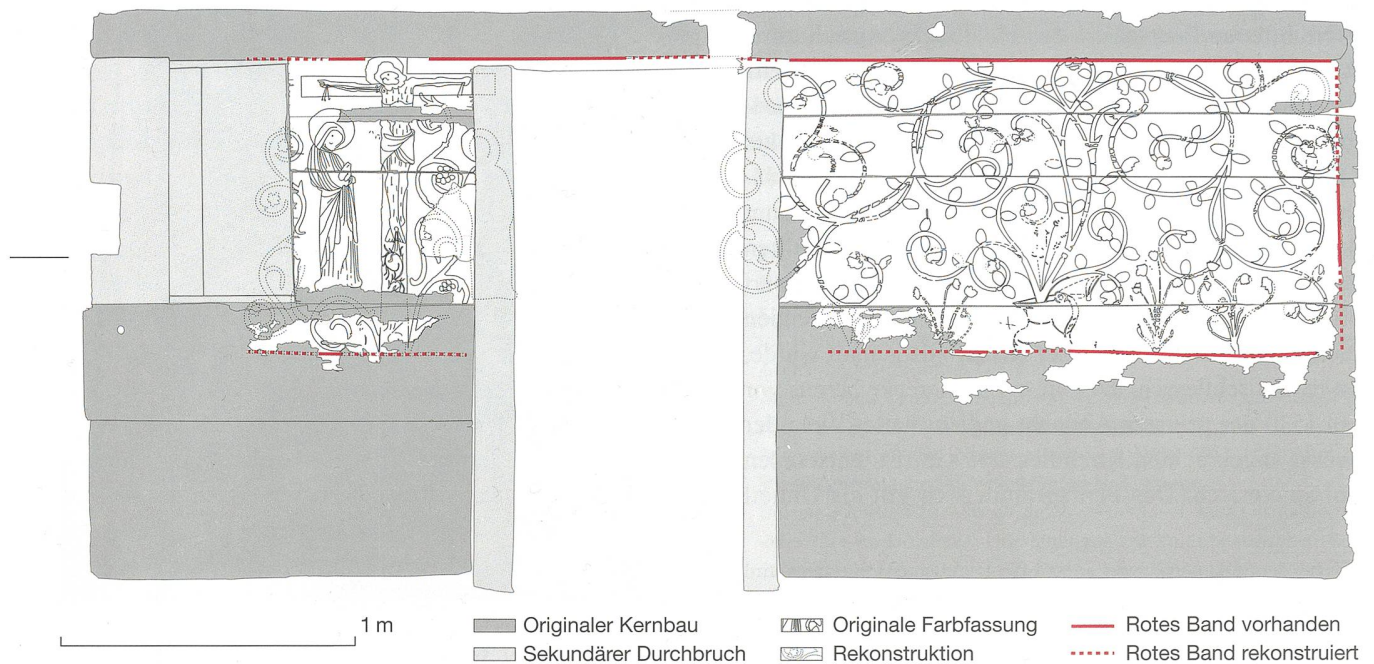 1 m
Originaler Kernbau
Originale Farbfassung
Rotes Band vorhanden
Sekundärer Durchbruch
Rekonstruktion
Rotes Band rekonstruiert